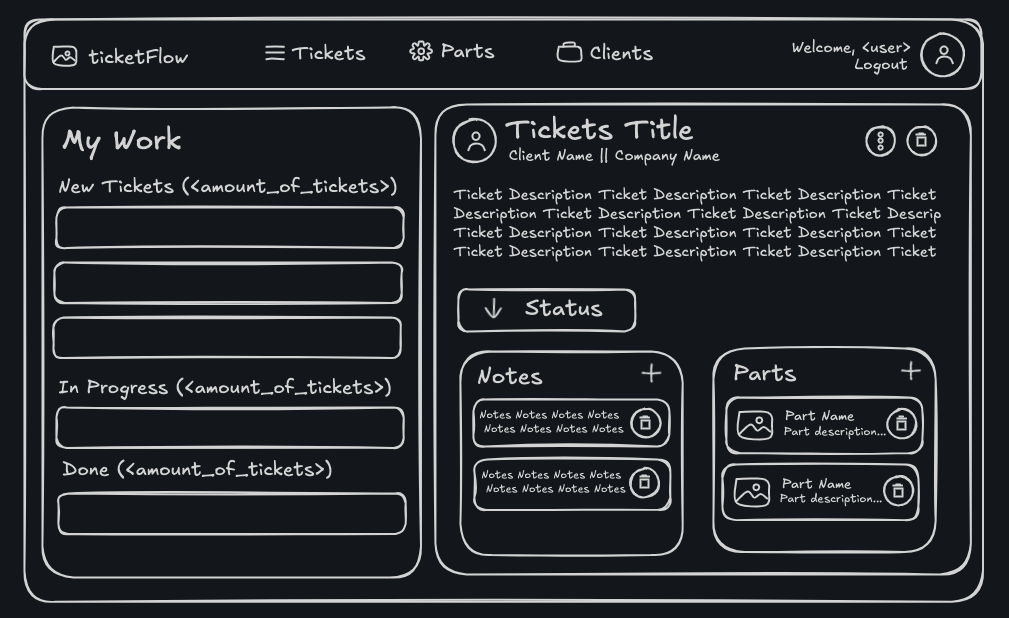 ticketFlow
Tickets
Parts
Clients
Welcome, <user>
Logout
My Work
New Tickets (<amount_of_tickets>)
In Progress (<amount_of_tickets>)
Done (<amount_of_tickets>)
Tickets Title
Client Name || Company Name
Ticket Description Ticket Description Ticket Description Ticket
Description Ticket Description Ticket Description Ticket Descrip
Ticket Description Ticket Description Ticket Description Ticket
Ticket Description Ticket Description Ticket Description Ticket
Status
Notes
Notes Notes Notes Notes
Notes Notes Notes Notes
Notes Notes Notes Notes
Notes Notes Notes Notes
Parts
Part Name
Part description...
Part Name
Part description...